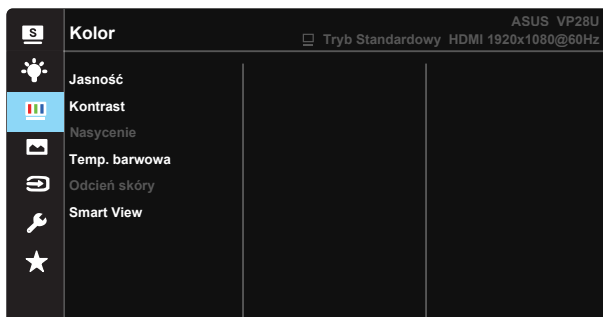 S
Kolor
ASUS VP28U
Tryb Standardowy HDMI 1920x1080@60Hz
Jasność
Kontrast
Nasycenie
Temp. barwowa
Odcień skóry
Smart View